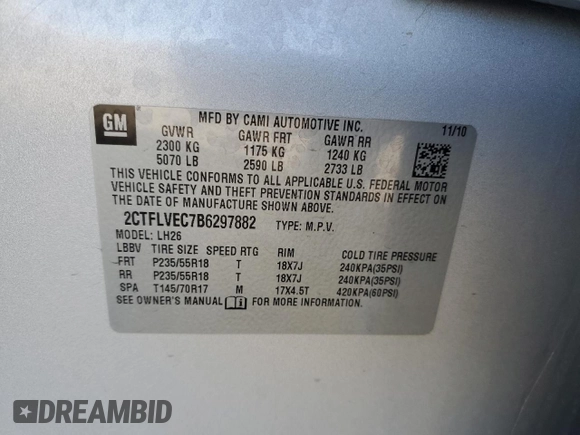 GM
MFD BY CAMI AUTOMOTIVE INC.
11/10
GVWR GAWR FRT GAWR RR
2300 KG 1175 KG 1240 KG
5070 LB 2590 LB 2733 LB
THIS VEHICLE CONFORMS TO ALL APPLICABLE U.S. FEDERAL MOTOR
VEHICLE SAFETY AND THEFT PREVENTION STANDARDS IN EFFECT ON
THE DATE OF MANUFACTURE SHOWN ABOVE.
2CTFLVEC7B6297882 TYPE: M.P.V.
MODEL: LH26
LBBV TIRE SIZE SPEED RTG RIM COLD TIRE PRESSURE
FRT P235/55R18 T 18X7J 240KPA(35PSI)
RR P235/55R18 T 18X7J 240KPA(35PSI)
SPA T145/70R17 M 17X4.5T 420KPA(60PSI)
SEE OWNER'S MANUAL FOR MORE INFORMATION.
DREAMBID